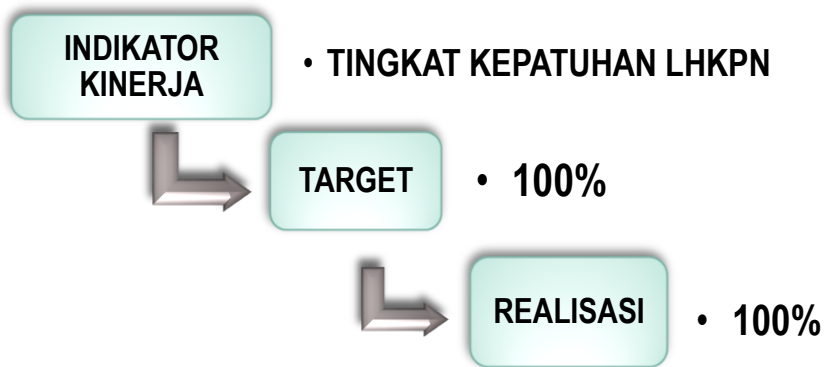 INDIKATOR
KINERJA
• TINGKAT KEPATUHAN LHKPN
TARGET
• 100%
REALISASI
• 100%